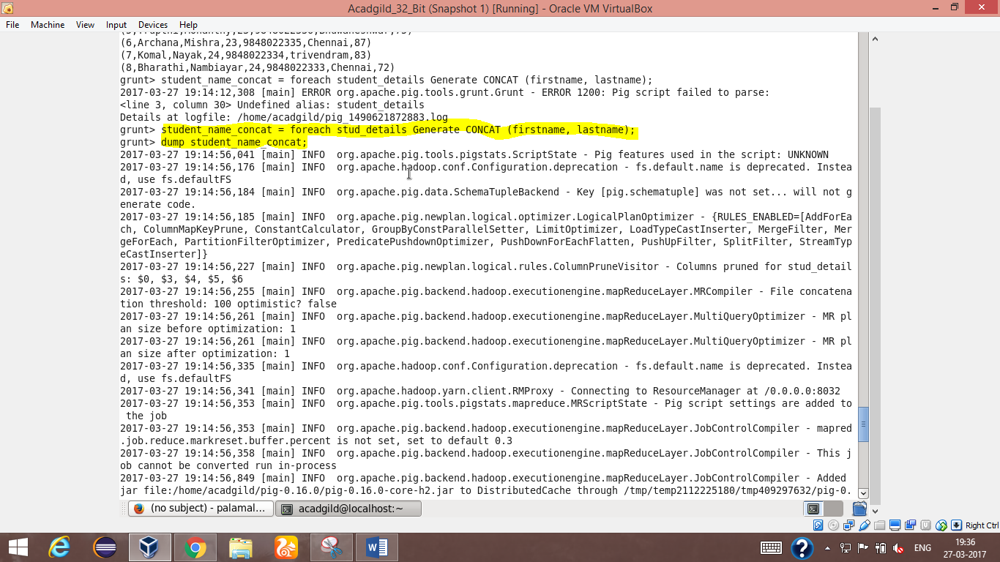 Acadgild_32_Bit (Snapshot 1) [Running] - Oracle VM VirtualBox
File Machine View Input Devices Help
(6,Archana,Mishra,23,9848022335,Chennai,87)
(7,Komal,Nayak,24,9848022334,trivendram,83)
(8,Bharathi,Nambiayar,24,9848022333,Chennai,72)
grunt> student_name_concat = foreach student_details Generate CONCAT (firstname, lastname);
2017-03-27 19:14:12,308 [main] ERROR org.apache.pig.tools.grunt.Grunt - ERROR 1200: Pig script failed to parse:
<line 3, column 30> Undefined alias: student_details
Details at logfile: /home/acadgild/pig_1490621872883.log
grunt> student_name_concat = foreach stud_details Generate CONCAT (firstname, lastname);
grunt> dump student_name_concat;
2017-03-27 19:14:56,041 [main] INFO  org.apache.pig.tools.pigstats.ScriptState - Pig features used in the script: UNKNOWN
2017-03-27 19:14:56,176 [main] INFO  org.apache.hadoop.conf.Configuration.deprecation - fs.default.name is deprecated. Instea
d, use fs.defaultFS
2017-03-27 19:14:56,184 [main] INFO  org.apache.pig.data.SchemaTupleBackend - Key [pig.schematuple] was not set... will not g
enerate code.
2017-03-27 19:14:56,185 [main] INFO  org.apache.pig.newplan.logical.optimizer.LogicalPlanOptimizer - {RULES_ENABLED=[AddForEa
ch, ColumnMapKeyPrune, ConstantCalculator, GroupByConstParallelSetter, LimitOptimizer, LoadTypeCastInserter, MergeFilter, Mer
geForEach, PartitionFilterOptimizer, PredicatePushdownOptimizer, PushDownForEachFlatten, PushUpFilter, SplitFilter, StreamTyp
eCastInserter]}
2017-03-27 19:14:56,227 [main] INFO  org.apache.pig.newplan.logical.rules.ColumnPruneVisitor - Columns pruned for stud_detail
s: $0, $3, $4, $5, $6
2017-03-27 19:14:56,255 [main] INFO  org.apache.pig.backend.hadoop.executionengine.mapReduceLayer.MRCompiler - File concatena
tion threshold: 100 optimistic? false
2017-03-27 19:14:56,261 [main] INFO  org.apache.pig.backend.hadoop.executionengine.mapReduceLayer.MultiQueryOptimizer - MR pl
an size before optimization: 1
2017-03-27 19:14:56,261 [main] INFO  org.apache.pig.backend.hadoop.executionengine.mapReduceLayer.MultiQueryOptimizer - MR pl
an size after optimization: 1
2017-03-27 19:14:56,335 [main] INFO  org.apache.hadoop.conf.Configuration.deprecation - fs.default.name is deprecated. Instea
d, use fs.defaultFS
2017-03-27 19:14:56,341 [main] INFO  org.apache.hadoop.yarn.client.RMProxy - Connecting to ResourceManager at /0.0.0.0:8032
2017-03-27 19:14:56,353 [main] INFO  org.apache.pig.tools.pigstats.mapreduce.MRScriptState - Pig script settings are added to
 the job
2017-03-27 19:14:56,353 [main] INFO  org.apache.pig.backend.hadoop.executionengine.mapReduceLayer.JobControlCompiler - mapred
.job.reduce.markreset.buffer.percent is not set, set to default 0.3
2017-03-27 19:14:56,358 [main] INFO  org.apache.pig.backend.hadoop.executionengine.mapReduceLayer.JobControlCompiler - This j
ob cannot be converted run in-process
2017-03-27 19:14:56,849 [main] INFO  org.apache.pig.backend.hadoop.executionengine.mapReduceLayer.JobControlCompiler - Added
jar file:/home/acadgild/pig-0.16.0/pig-0.16.0-core-h2.jar to DistributedCache through /tmp/temp2112225180/tmp409297632/pig-0.
(no subject) - palamal...
acadgild@localhost:~
Right Ctrl
ENG
19:36
27-03-2017